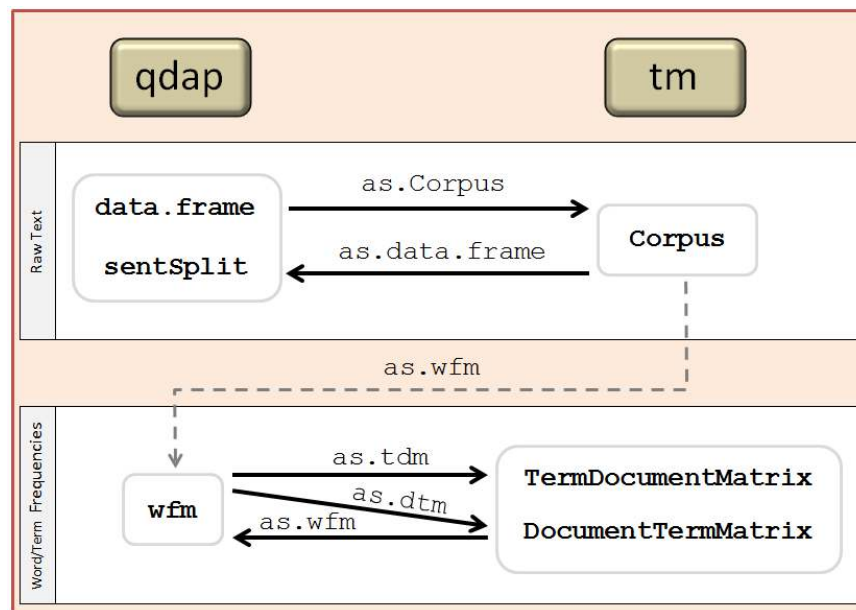 qdap
tm
Raw Text
data.frame
sentSplit
as.Corpus
as.data.frame
Corpus
as.wfm
Word/Term Frequencies
wfm
as.tdm
as.dtm
as.wfm
TermDocumentMatrix
DocumentTermMatrix